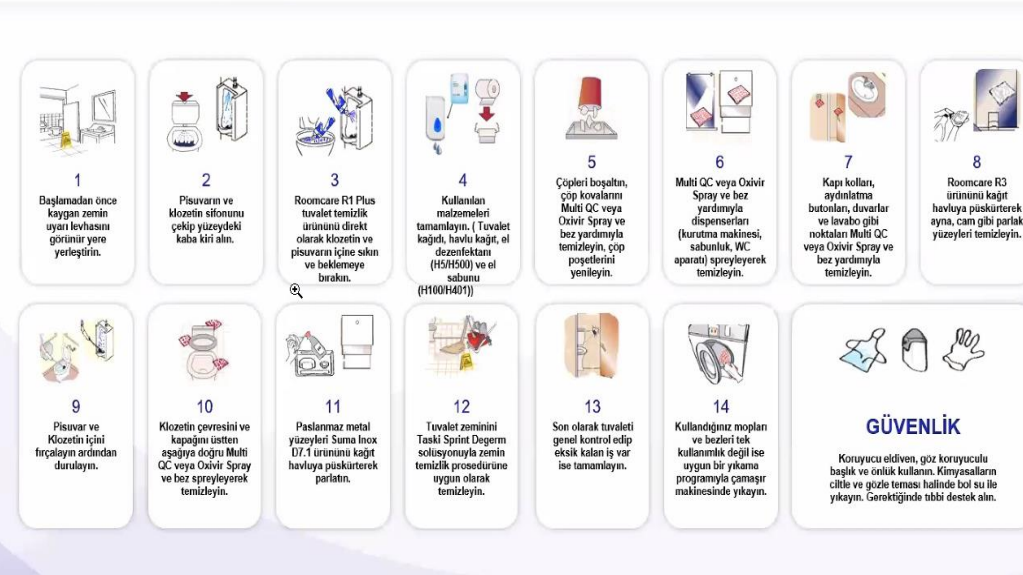 1
Başlamadan önce
kaygan zemin
uyarı levhasını
görünür yere
yerleştirin.
2
Pisuvarın ve
klozetin sifonunu
çekip yüzeydeki
kaba kiri alın.
3
Roomcare R1 Plus
tuvalet temizlik
ürününü direkt
olarak klozetin ve
pisuvarın içine sıkın
ve beklemeye
bırakın.
4
Kullanılan
malzemeleri
tamamlayın. ( Tuvalet
kağıdı, havlu kağıt, el
dezenfektanı
(H5/H500) ve el
sabunu
(H100/H401))
5
Çöpleri boşaltın,
çöp kovalarını
Multi QC veya
Oxivir Spray ve
bez yardımıyla
temizleyin, çöp
poşetlerini
yenileyin.
6
Multi QC veya Oxivir
Spray ve bez
yardımıyla
dispenserları
(kurutma makinesi,
sabunluk, WC
aparatı) spreyleyerek
temizleyin.
7
Kapı kolları,
aydınlatma
butonları, duvarlar
ve lavabo gibi
noktaları Multi QC
veya Oxivir Spray ve
bez yardımıyla
temizleyin.
8
Roomcare R3
ürününü kağıt
havluya püskürterek
ayna, cam gibi parlak
yüzeyleri temizleyin.
9
Pisuvar ve
Klozetin içini
fırçalayın ardından
durulayın.
10
Klozetin çevresini ve
kapağını üstten
aşağıya doğru Multi
QC veya Oxivir Spray
ve bez spreyleyerek
temizleyin.
11
Paslanmaz metal
yüzeyleri Suma Inox
D7.1 ürününü kağıt
havluya püskürterek
parlatın.
12
Tuvalet zeminini
Taski Sprint Degerm
solüsyonuyla zemin
temizlik prosedürüne
uygun olarak
temizleyin.
13
Son olarak tuvaleti
genel kontrol edip
eksik kalan iş var
ise tamamlayın.
14
Kullandığınız mopları
ve bezleri tek
kullanımlık değil ise
uygun bir yıkama
programıyla çamaşır
makinesinde yıkayın.
GÜVENLİK
Koruyucu eldiven, göz koruyuculu
başlık ve önlük kullanın. Kimyasalların
ciltle ve gözle teması halinde bol su ile
yıkayın. Gerektiğinde tıbbi destek alın.